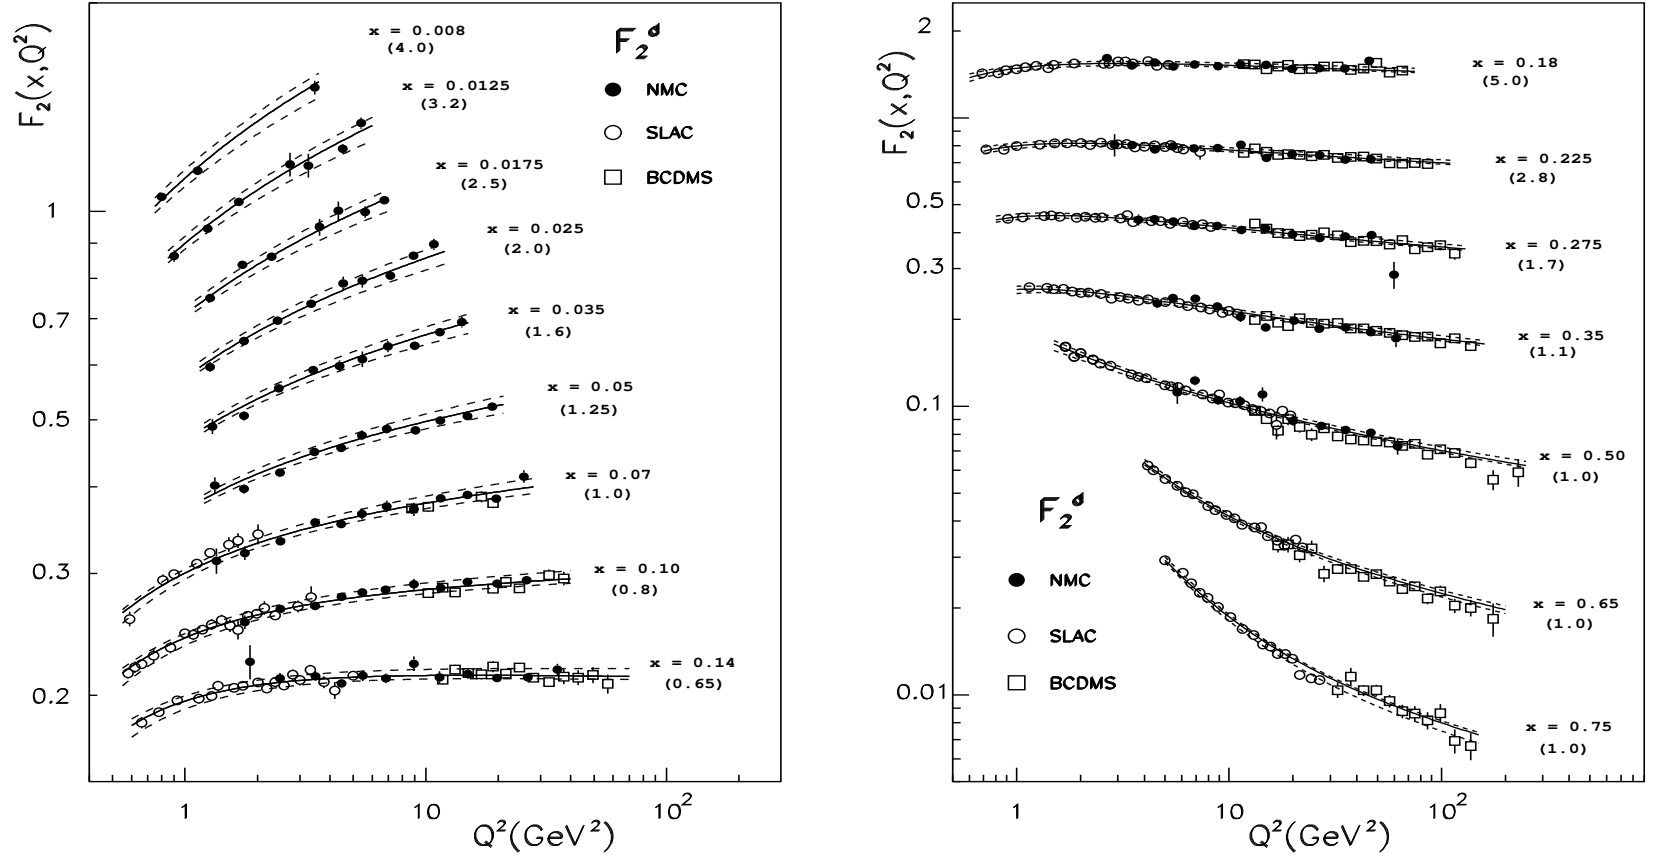 F₂(x,Q²)
x = 0.008
(4.0)
x = 0.0125
(3.2)
x = 0.0175
(2.5)
x = 0.025
(2.0)
x = 0.035
(1.6)
x = 0.05
(1.25)
x = 0.07
(1.0)
x = 0.10
(0.8)
x = 0.14
(0.65)
F₂ᵈ
NMC
SLAC
BCDMS
1
0.7
0.5
0.3
0.2
1
10
10²
Q²(GeV²)
F₂(x,Q²)
2
1
0.5
0.3
0.1
0.01
x = 0.18
(5.0)
x = 0.225
(2.8)
x = 0.275
(1.7)
x = 0.35
(1.1)
x = 0.50
(1.0)
x = 0.65
(1.0)
x = 0.75
(1.0)
F₂ᵈ
NMC
SLAC
BCDMS
1
10
10²
Q²(GeV²)